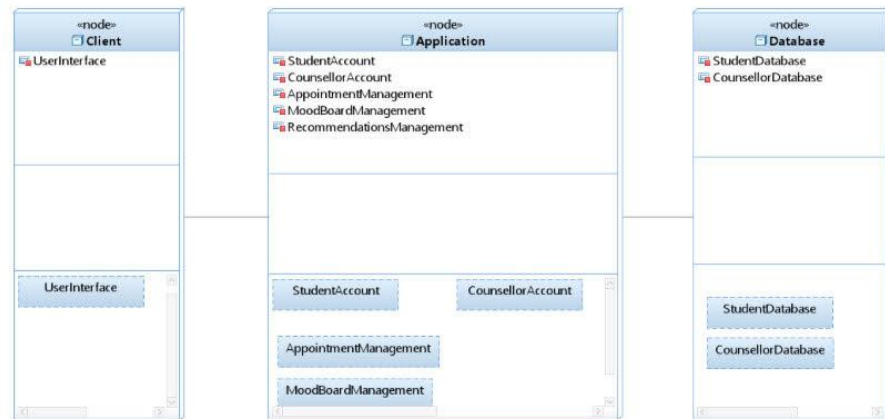 «node»
Client
UserInterface
UserInterface
«node»
Application
StudentAccount
CounsellorAccount
AppointmentManagement
MoodBoardManagement
RecommendationsManagement
StudentAccount
CounsellorAccount
AppointmentManagement
MoodBoardManagement
«node»
Database
StudentDatabase
CounsellorDatabase
StudentDatabase
CounsellorDatabase